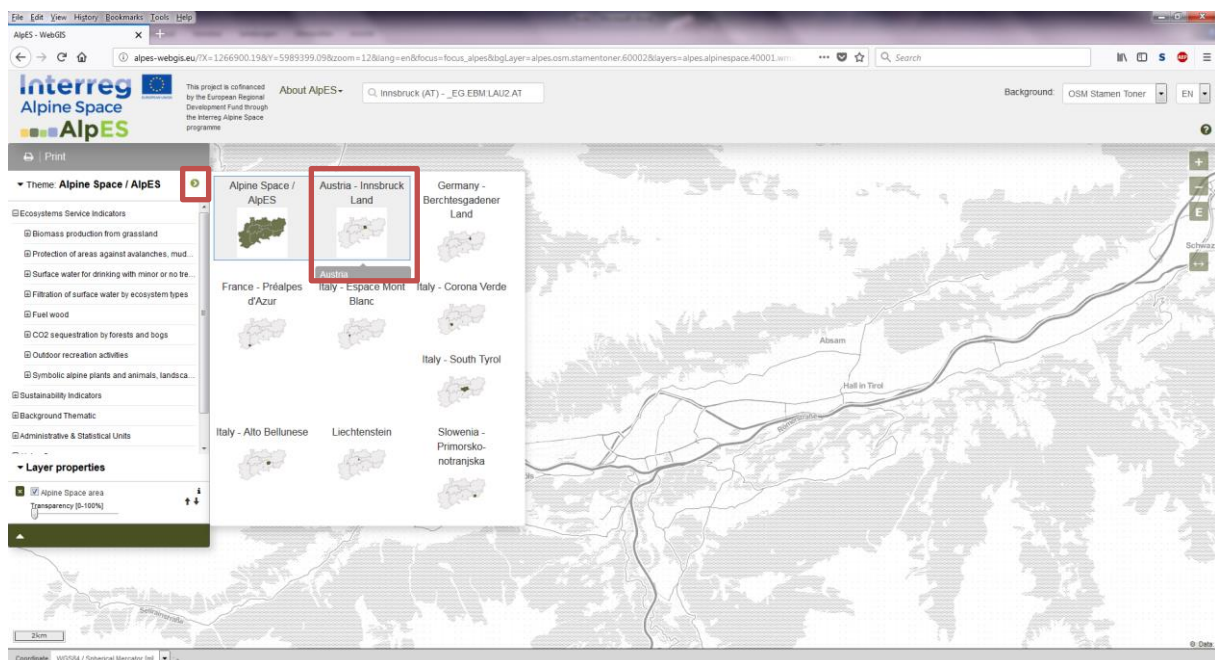 File Edit View History Bookmarks Tools Help
AlpES - WebGIS
alpes-webgis.eu/?X=1266900.19&Y=5989399.09&zoom=12&lang=en&focus=focus_alpes&bgLayer=alpes.osm.stamentoner.60002&layers=alpes.alpinespace.40001.wm
Search
Interreg
Alpine Space
AlpES
This project is cofinanced
by the European Regional
Development Fund through
the Interreg Alpine Space
programme
About AlpES
Innsbruck (AT) - _EG EBM:LAU2 AT
Background: OSM Stamen Toner EN
Print
Theme: Alpine Space / AlpES
Ecosystems Service Indicators
Biomass production from grassland
Protection of areas against avalanches, mud...
Surface water for drinking with minor or no tre...
Filtration of surface water by ecosystem types
Fuel wood
CO2 sequestration by forests and bogs
Outdoor recreation activities
Symbolic alpine plants and animals, landsca...
Sustainability Indicators
Background Thematic
Administrative & Statistical Units
Layer properties
Alpine Space area
Transparency [0-100%]
Alpine Space /
AlpES
Austria - Innsbruck
Land
Austria
Germany -
Berchtesgadener
Land
France - Préalpes
d'Azur
Italy - Espace Mont
Blanc
Italy - Corona Verde
Italy - South Tyrol
Italy - Alto Bellunese
Liechtenstein
Slowenia -
Primorsko-
notranjska
+
E
Schwaz
Absam
Hall in Tirol
Römerstraße
Sellrainstraße
2km
© Data
Coordinate WGS84 / Spherical Mercator